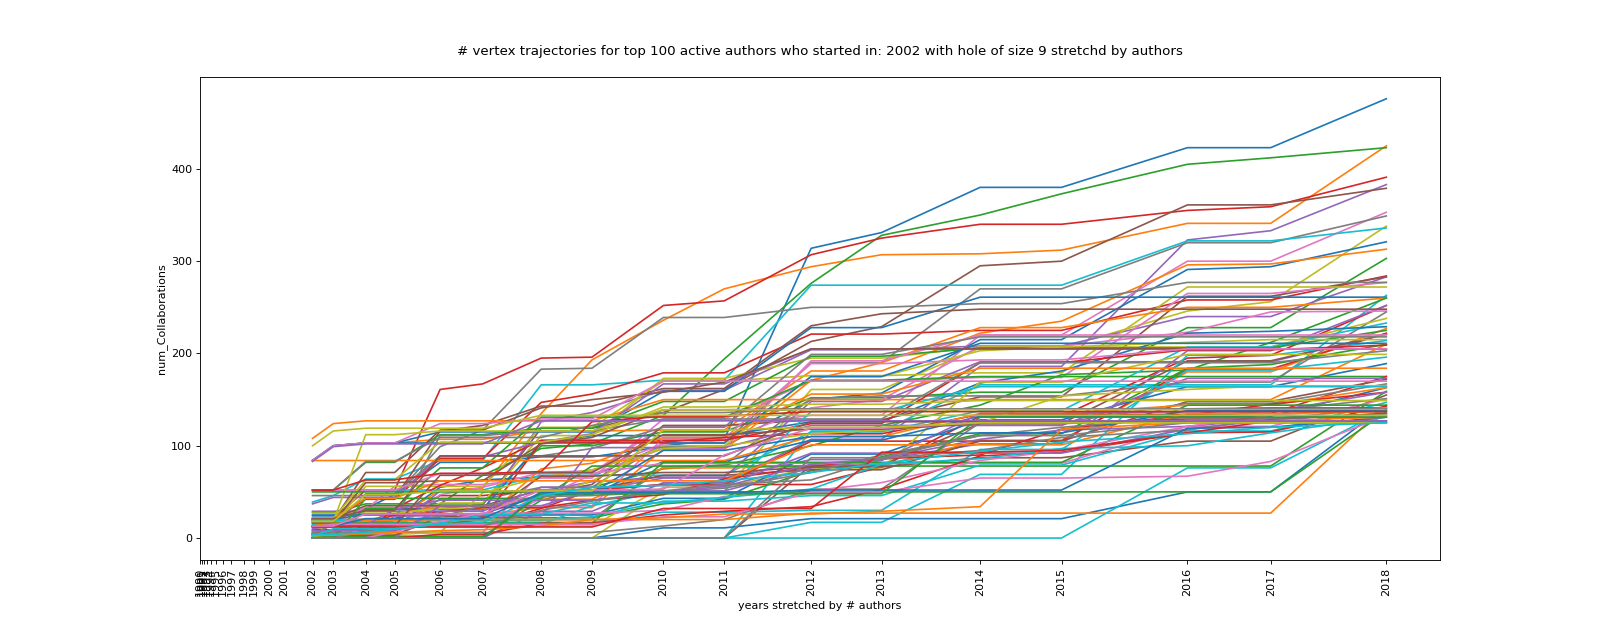 # vertex trajectories for top 100 active authors who started in: 2002 with hole of size 9 stretchd by authors
num_Collaborations
400
300
200
100
0
1996 1997 1998 1999 2000 2001 2002 2003 2004 2005 2006 2007 2008 2009 2010 2011 2012 2013 2014 2015 2016 2017 2018
years stretched by # authors